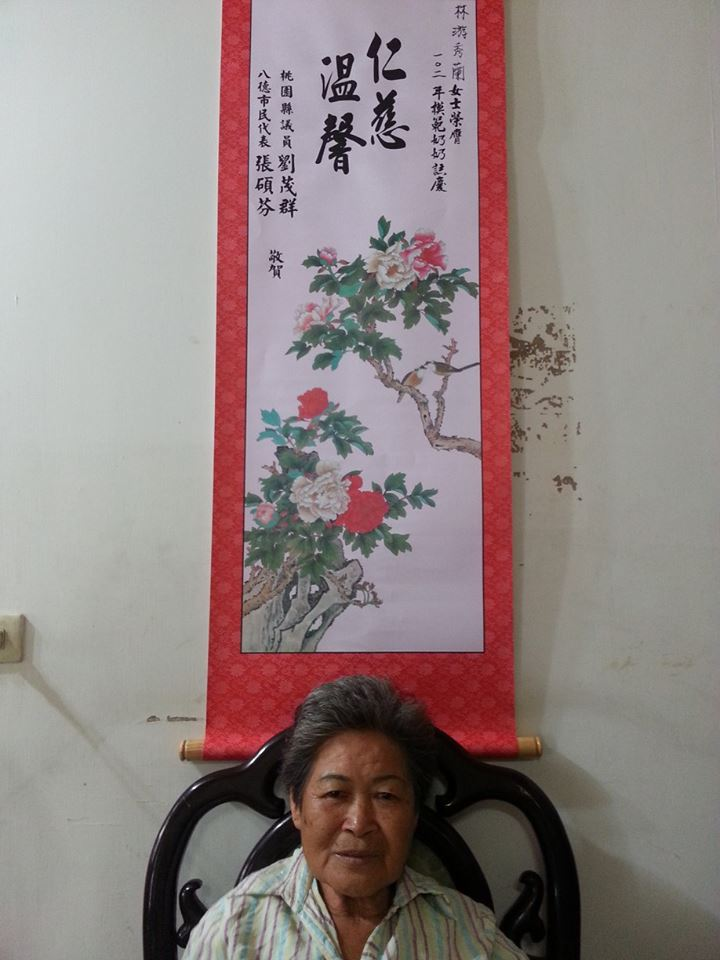 林游秀蘭女士榮膺
一〇二年模範奶奶誌慶
仁慈
溫馨
桃園縣議員劉茂群
八德市民代表張碩芬
敬賀